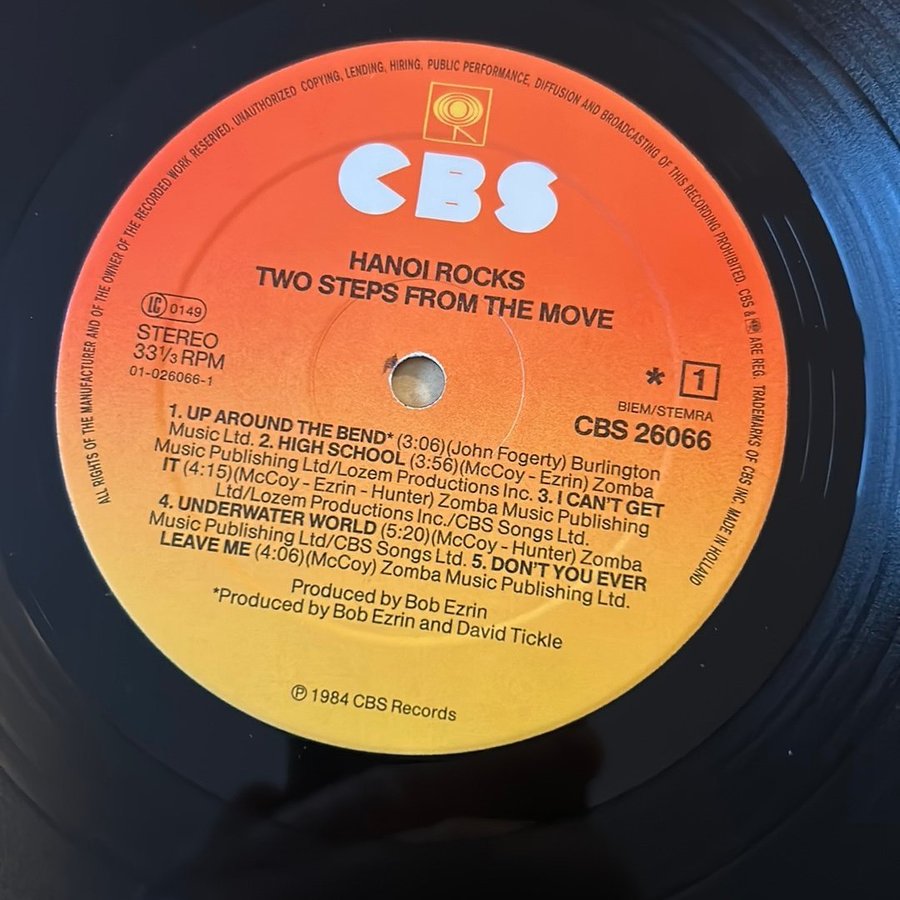 ALL RIGHTS OF THE MANUFACTURER AND OF THE OWNER OF THE RECORDED WORK RESERVED. UNAUTHORIZED COPYING, LENDING, HIRING, PUBLIC PERFORMANCE, DIFFUSION AND BROADCASTING OF THIS RECORDING PROHIBITED. CBS & ARE REG. TRADEMARKS OF CBS INC. MADE IN HOLLAND
CBS
HANOI ROCKS
TWO STEPS FROM THE MOVE
LC 0149
STEREO
33 1/3 RPM
01-026066-1
* 1
BIEM/STEMRA
CBS 26066
1. UP AROUND THE BEND* (3:06)(John Fogerty) Burlington
Music Ltd. 2. HIGH SCHOOL (3:56)(McCoy - Ezrin) Zomba
Music Publishing Ltd/Lozem Productions Inc. 3. I CAN'T GET
IT (4:15)(McCoy - Ezrin - Hunter) Zomba Music Publishing
Ltd/Lozem Productions Inc./CBS Songs Ltd.
4. UNDERWATER WORLD (5:20)(McCoy - Hunter) Zomba
Music Publishing Ltd/CBS Songs Ltd. 5. DON'T YOU EVER
LEAVE ME (4:06)(McCoy) Zomba Music Publishing Ltd.
Produced by Bob Ezrin
*Produced by Bob Ezrin and David Tickle
℗ 1984 CBS Records